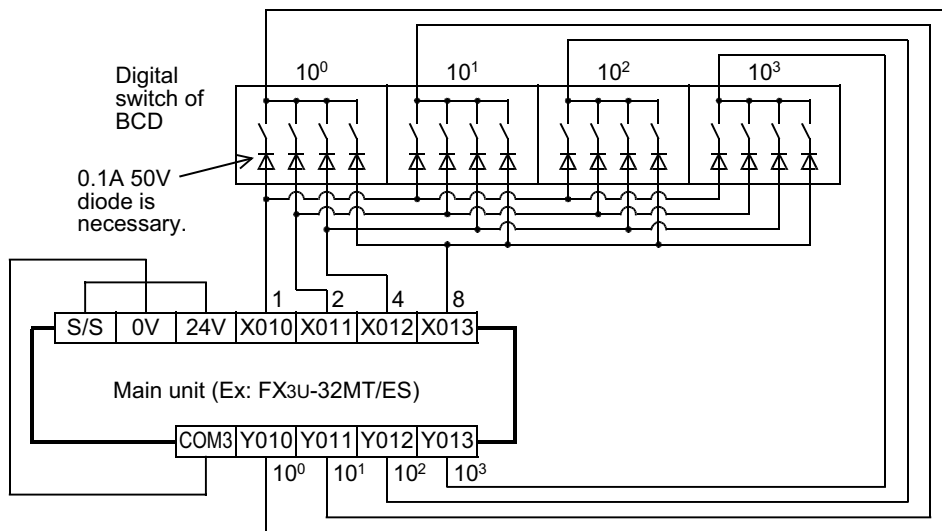 10⁰ 10¹ 10² 10³
Digital
switch of
BCD
0.1A 50V
diode is
necessary.
1 2 4 8
S/S 0V 24V X010 X011 X012 X013
Main unit (Ex: FX3U-32MT/ES)
COM3 Y010 Y011 Y012 Y013
10⁰ 10¹ 10² 10³